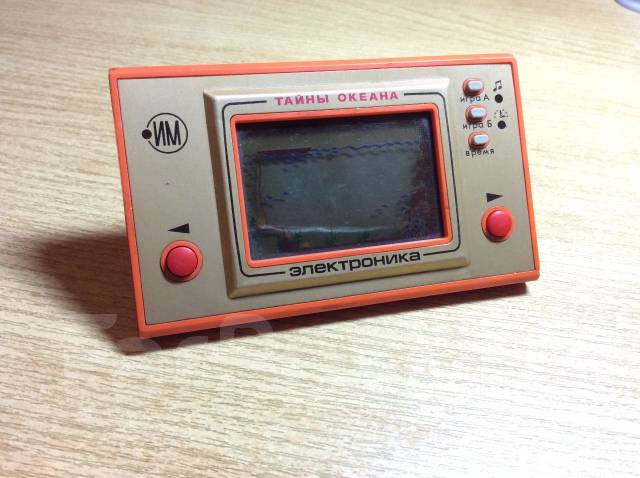 ТАЙНЫ ОКЕАНА
ИМ
игра А
игра Б
время
электроника